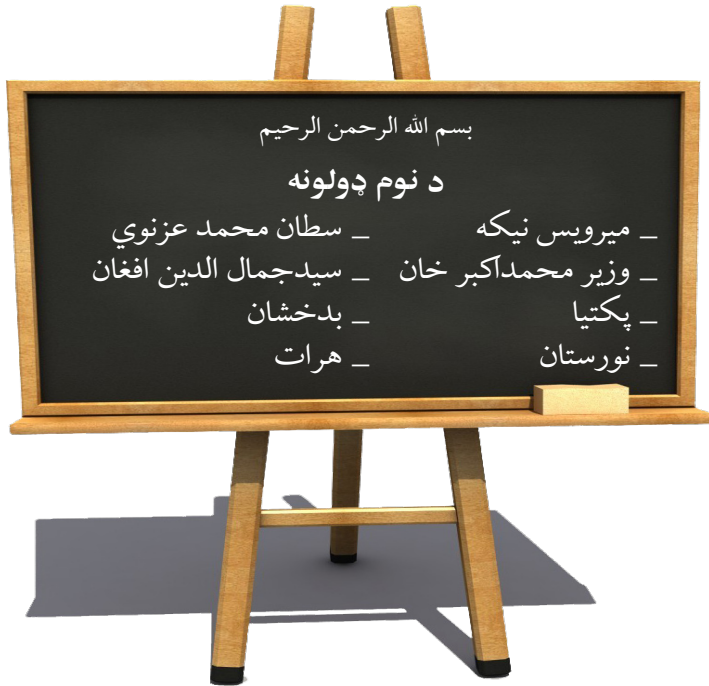 بسم الله الرحمن الرحیم
د نوم ډولونه
_ میرویس نیکه _ سطان محمد عزنوي
_ وزیر محمداکبر خان _ سیدجمال الدین افغان
_ پکتیا _ بدخشان
_ نورستان _ هرات